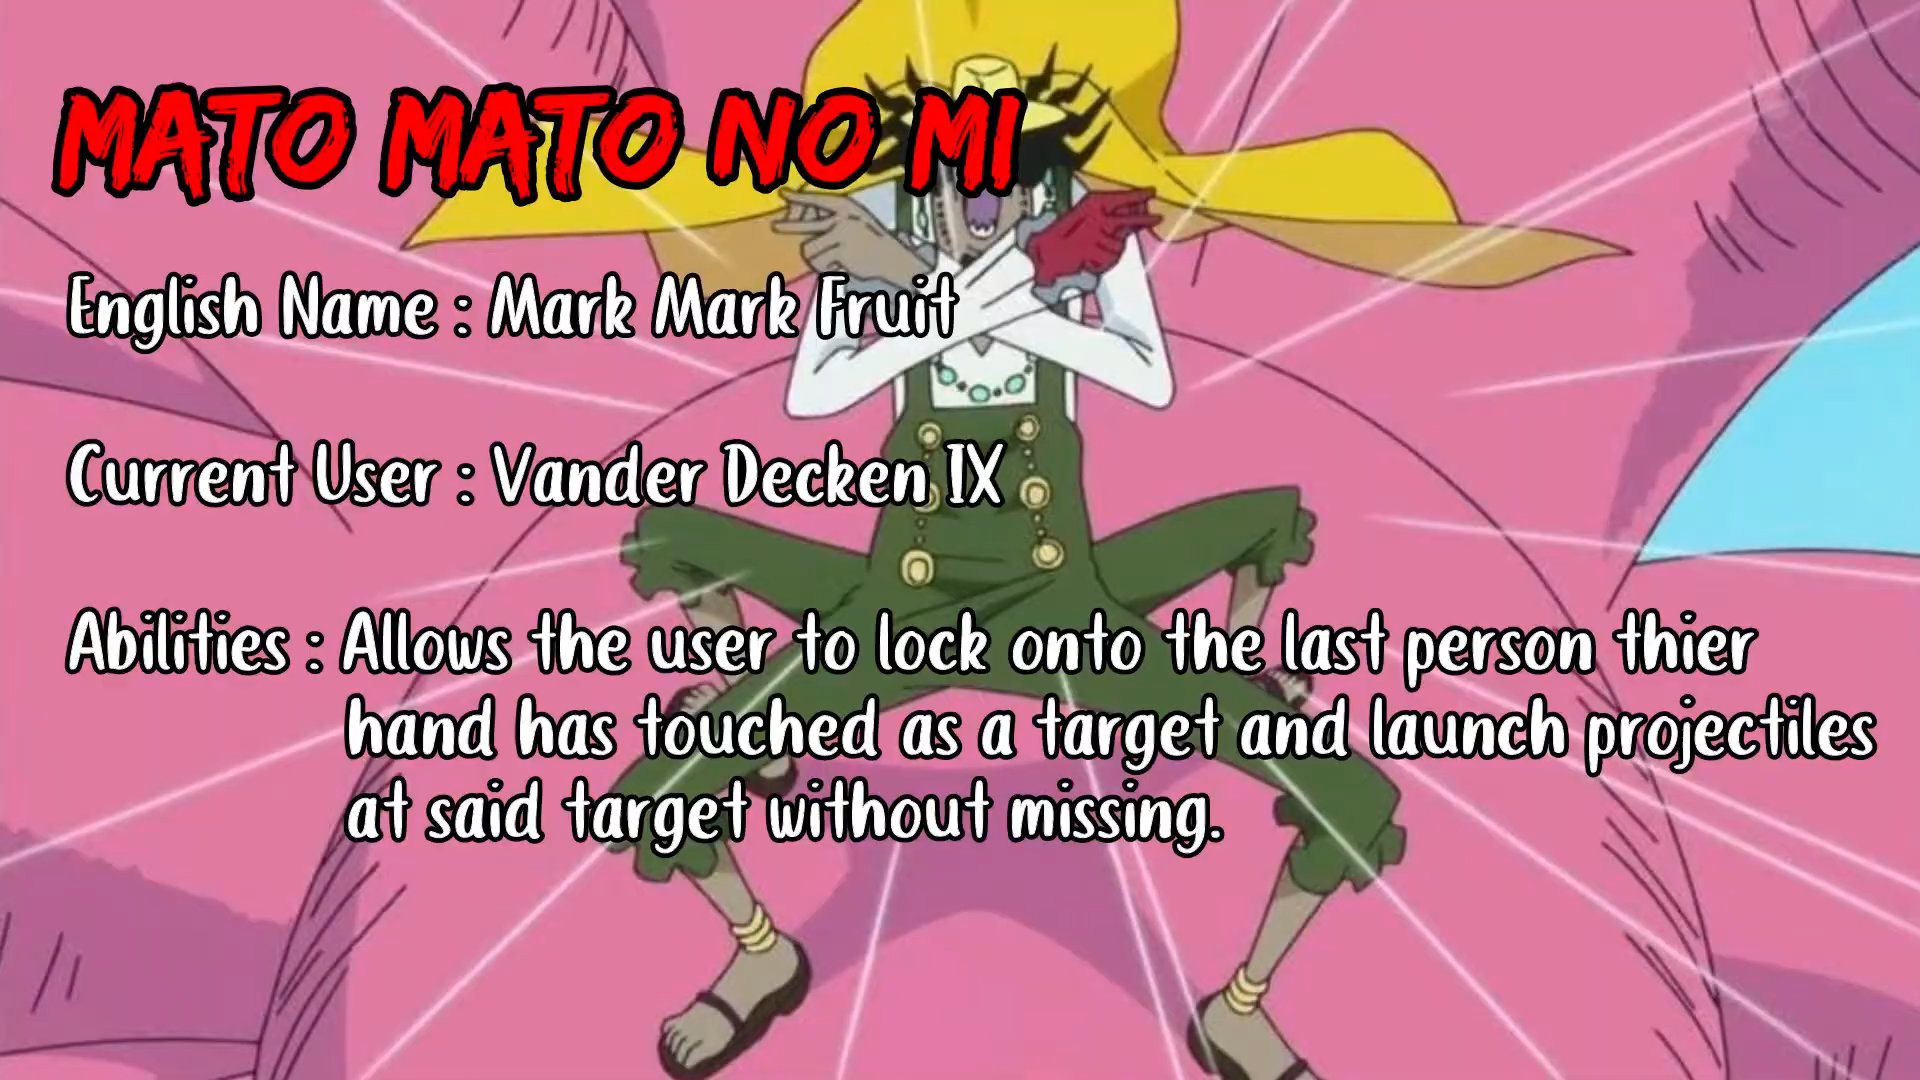 MATO MATO NO MI
English Name : Mark Mark Fruit
Current User : Vander Decken IX
Abilities : Allows the user to lock onto the last person thier
hand has touched as a target and launch projectiles
at said target without missing.